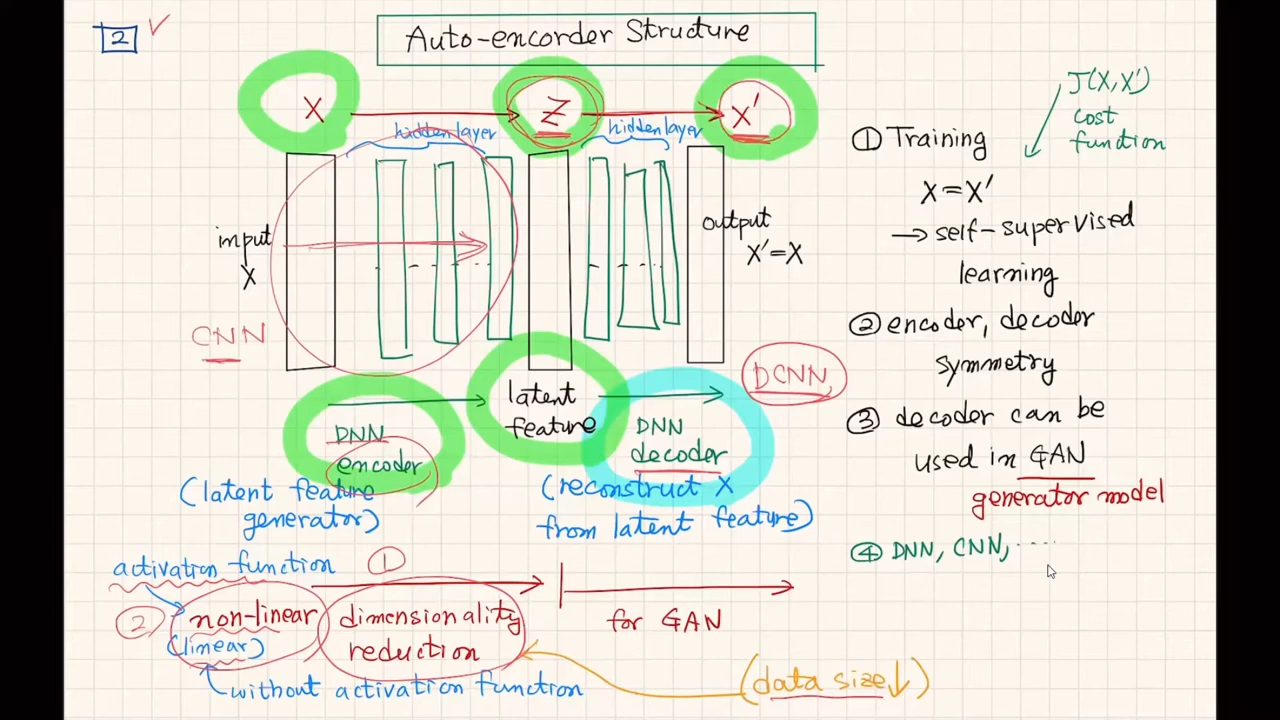 2
Auto-encorder Structure
X
Z
X'
hidden layer
hidden layer
input
X
output
X'=X
CNN
DCNN,
DNN
encoder
latent
feature
DNN
decoder
(latent feature
generator)
(reconstruct X
from latent feature)
activation function
①
②
non-linear
(linear)
dimensionality
reduction
for GAN
without activation function
(data size↓)
J(X,X')
cost
function
① Training
X=X'
→ self-supervised
learning
② encoder, decoder
symmetry
③ decoder can be
used in GAN
generator model
④ DNN, CNN, ....